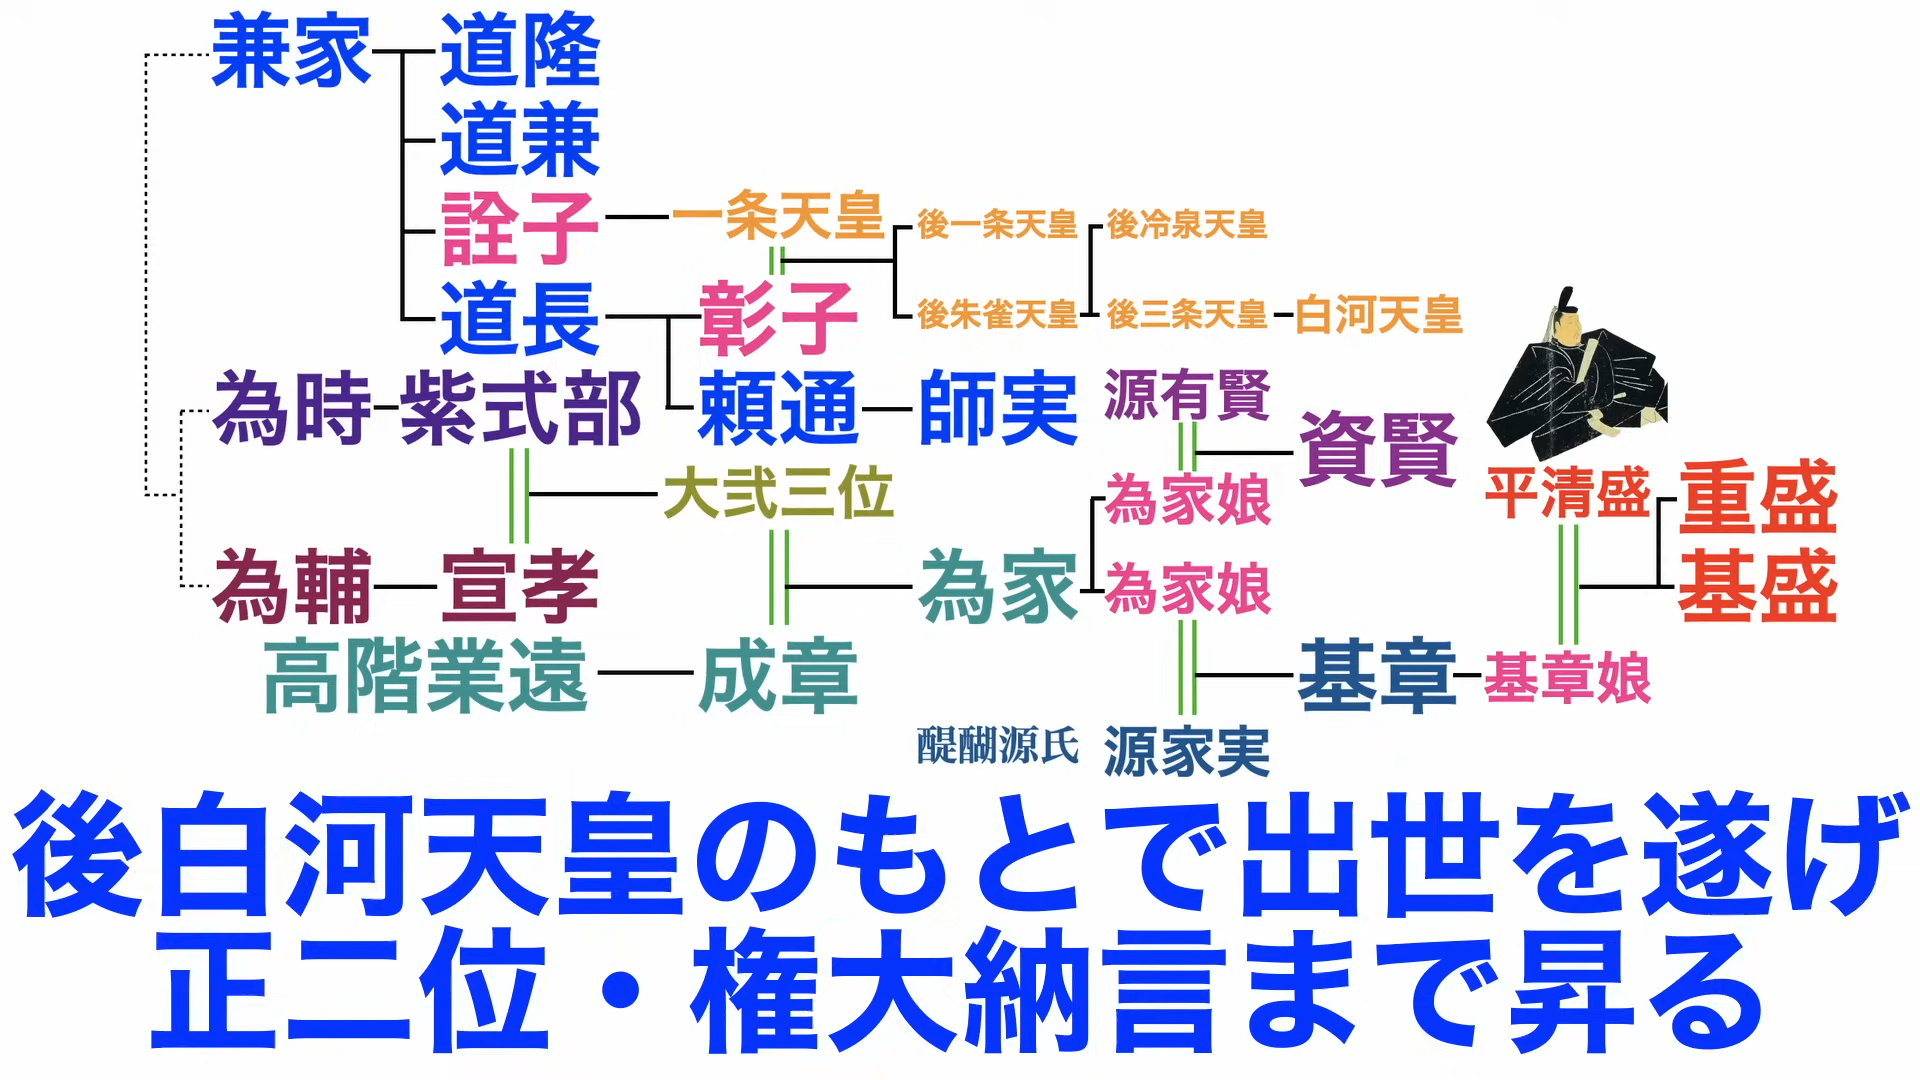 兼家 道隆
道兼
詮子 一条天皇 後一条天皇 後冷泉天皇
道長 彰子 後朱雀天皇 後三条天皇 白河天皇
為時 紫式部 頼通 師実 源有賢
資賢
大弐三位 為家娘 平清盛 重盛
為輔 宣孝 為家 為家娘 基盛
高階業遠 成章 基章 基章娘
醍醐源氏 源家実
後白河天皇のもとで出世を遂げ
正二位・権大納言まで昇る